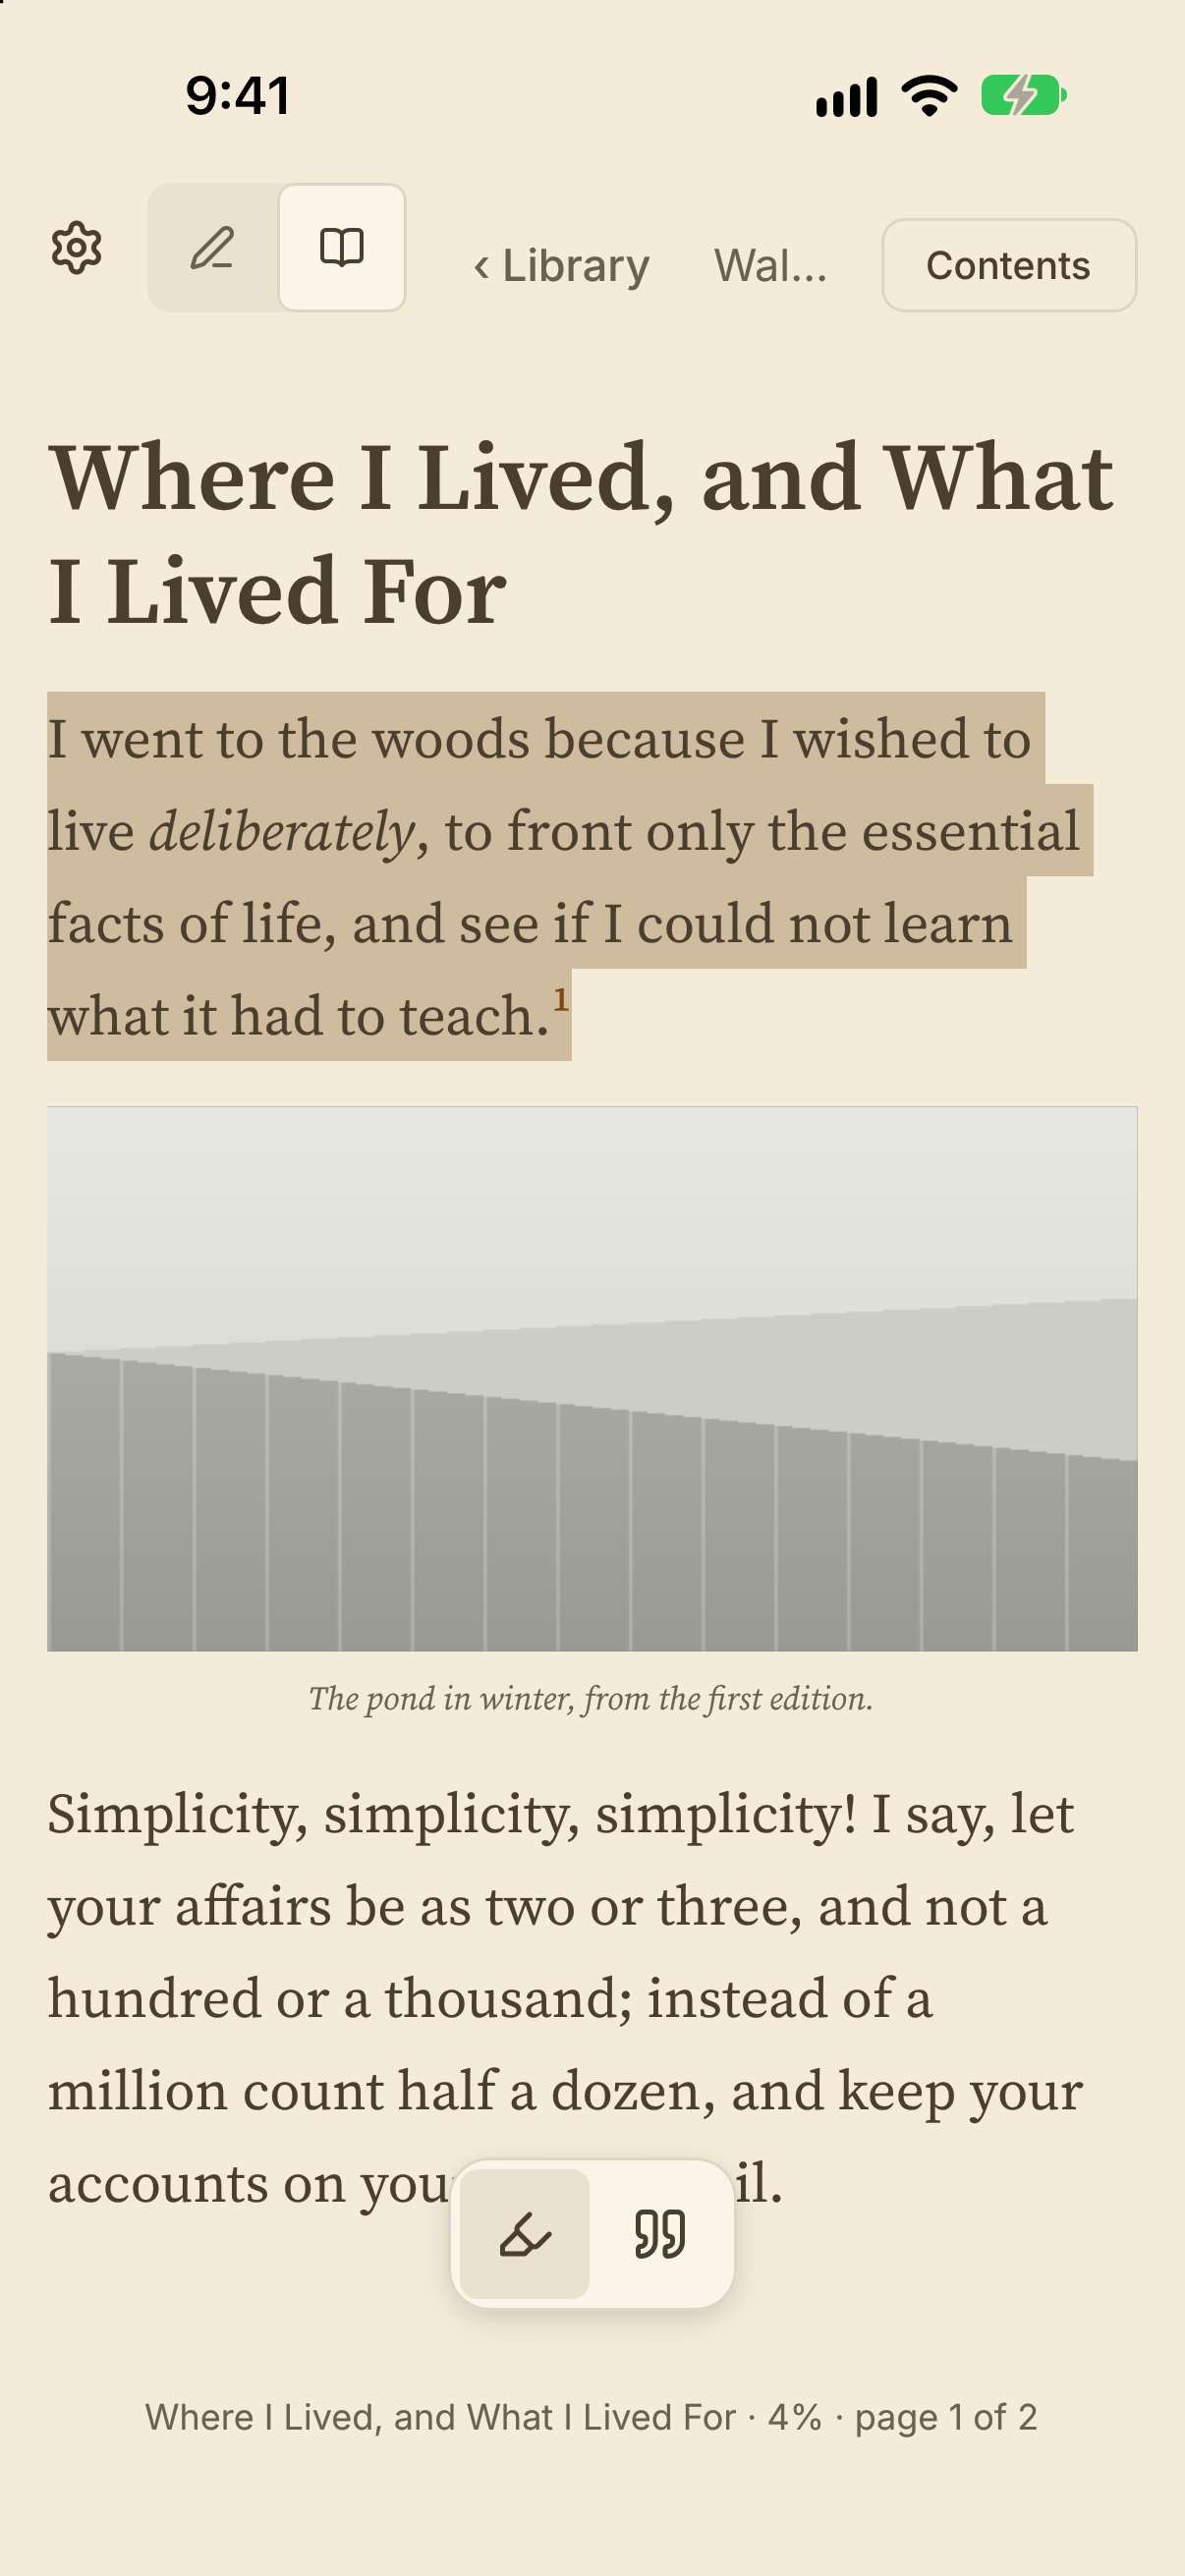 9:41
‹ Library Wal... Contents
Where I Lived, and What
I Lived For
I went to the woods because I wished to
live deliberately, to front only the essential
facts of life, and see if I could not learn
what it had to teach.1
The pond in winter, from the first edition.
Simplicity, simplicity, simplicity! I say, let
your affairs be as two or three, and not a
hundred or a thousand; instead of a
million count half a dozen, and keep your
accounts on
Where I Lived, and What I Lived For · 4% · page 1 of 2